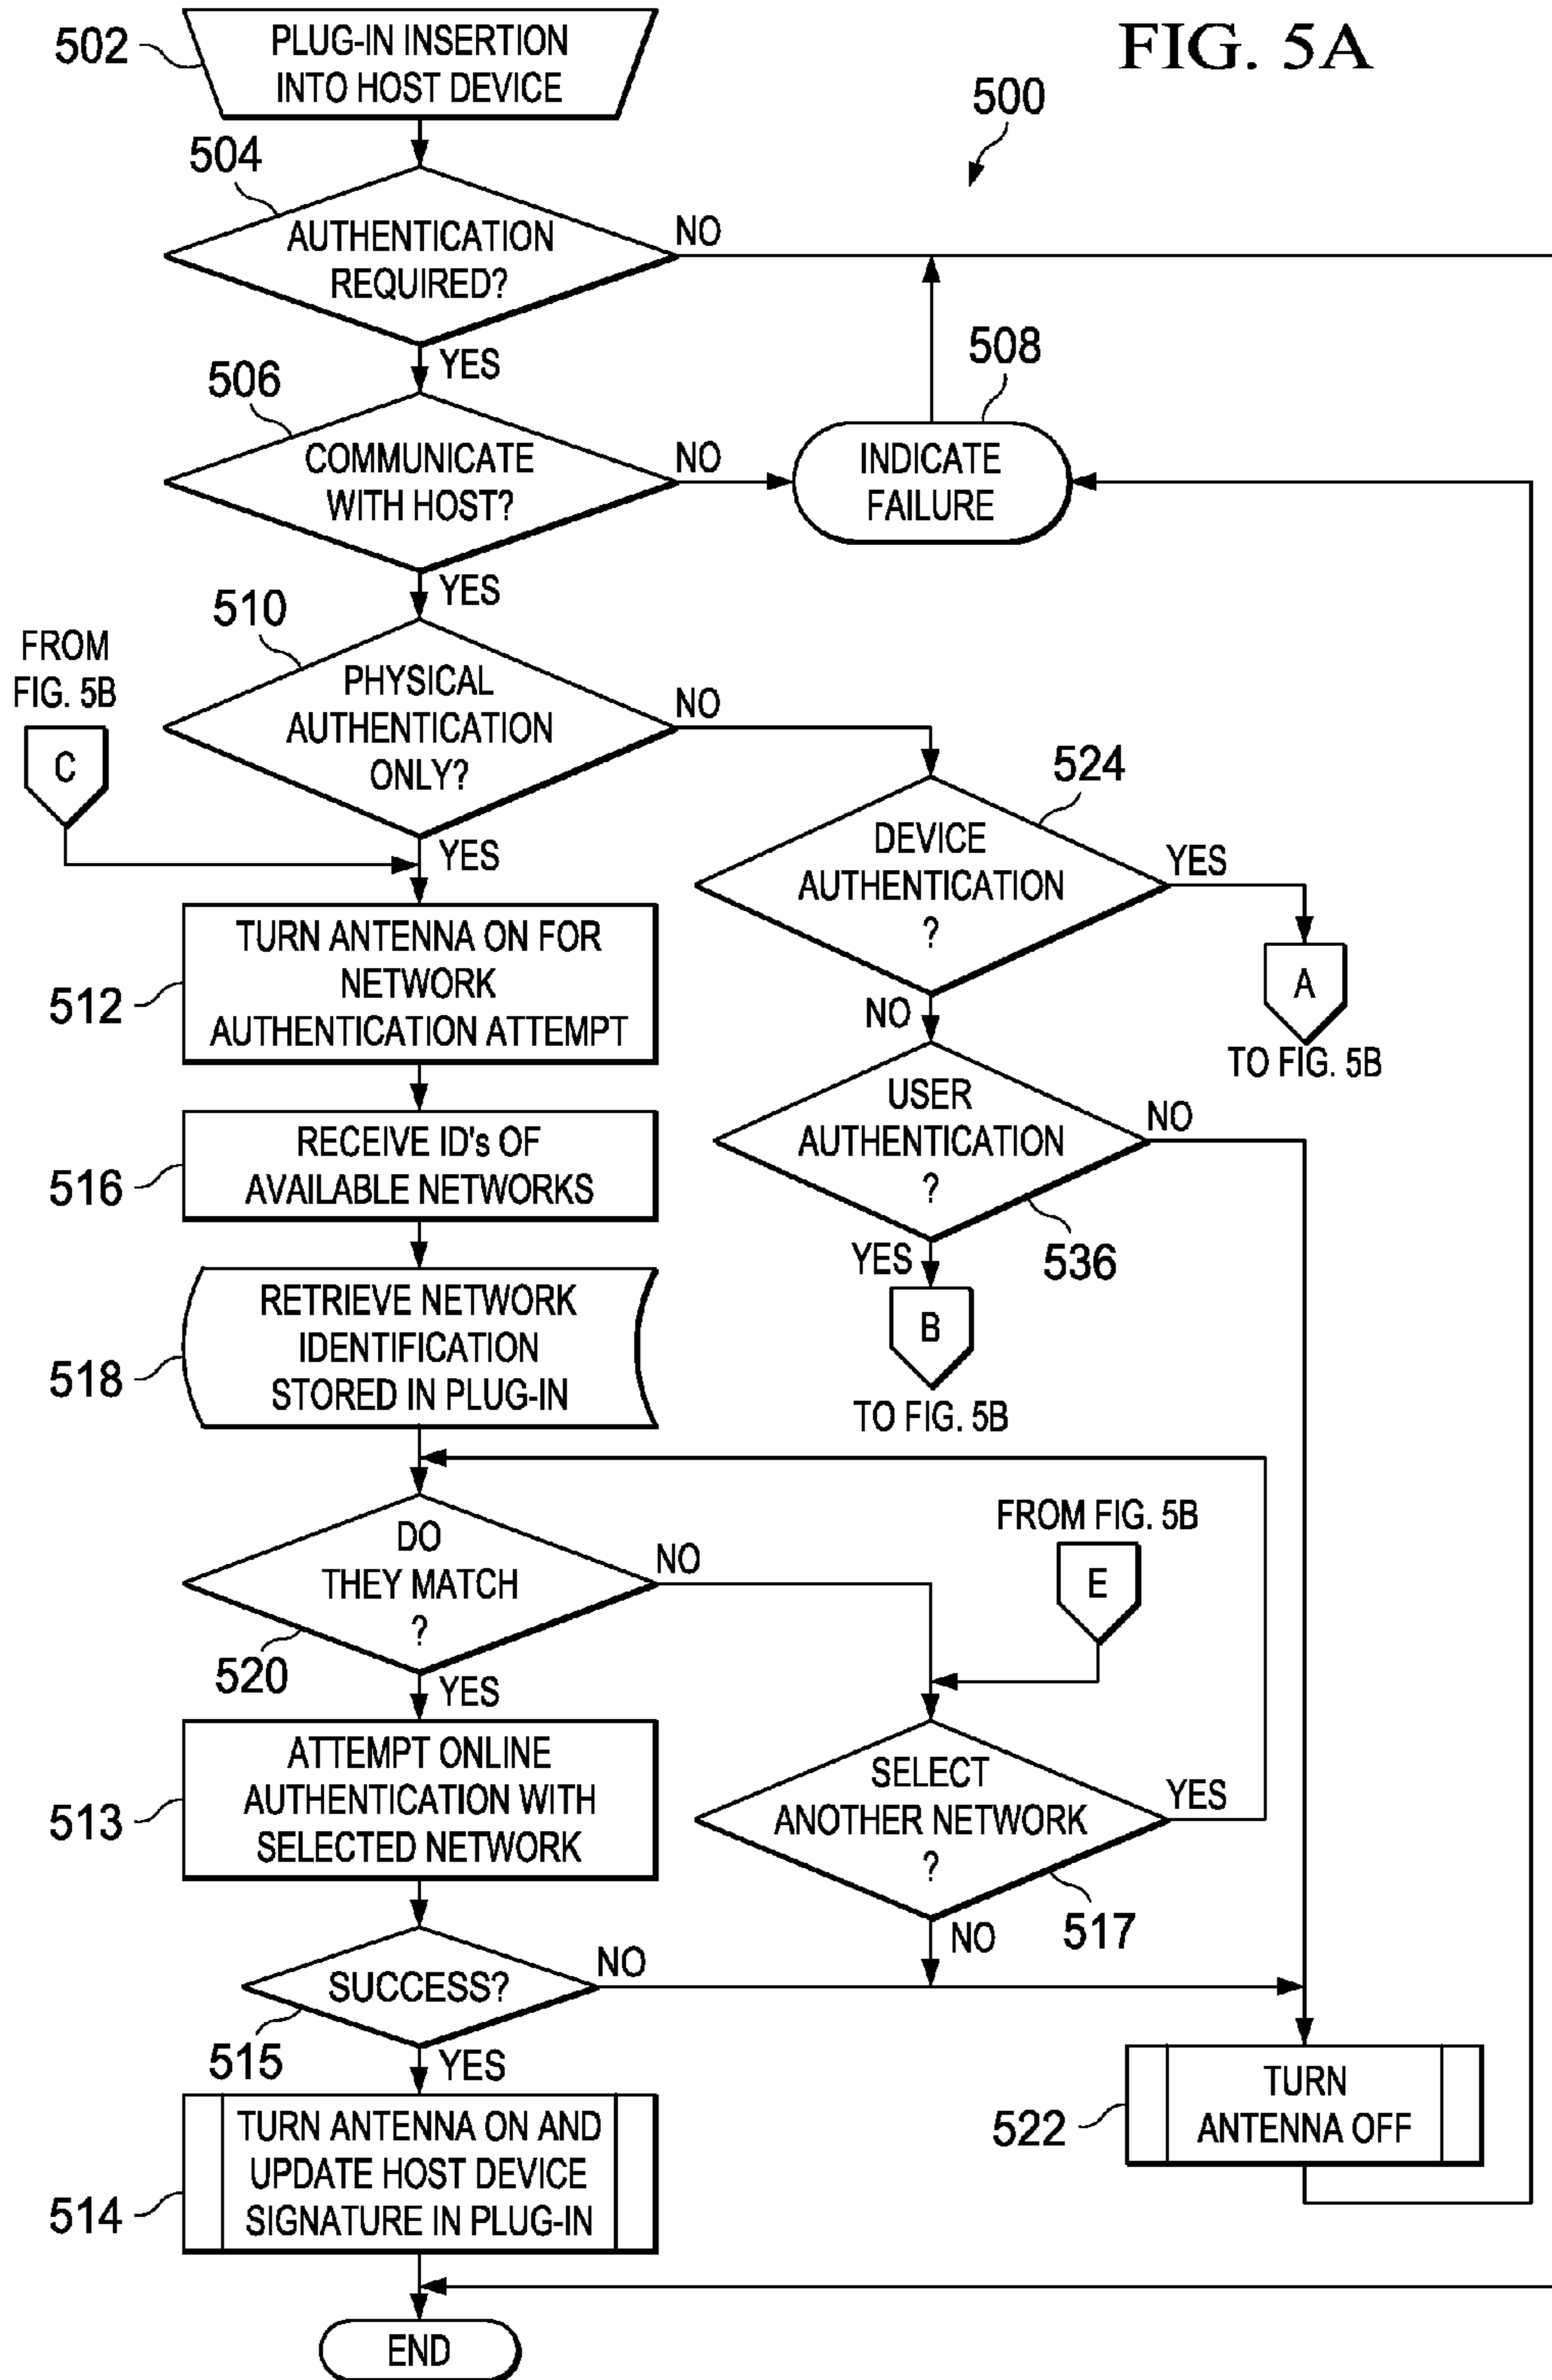 FIG. 5A
500
502
PLUG-IN INSERTION
INTO HOST DEVICE
504
AUTHENTICATION
REQUIRED?
NO
YES
506
COMMUNICATE
WITH HOST?
NO
YES
508
INDICATE
FAILURE
510
PHYSICAL
AUTHENTICATION
ONLY?
NO
YES
FROM
FIG. 5B
C
524
DEVICE
AUTHENTICATION
?
YES
NO
A
TO FIG. 5B
512
TURN ANTENNA ON FOR
NETWORK
AUTHENTICATION ATTEMPT
USER
AUTHENTICATION
?
NO
YES
536
B
TO FIG. 5B
516
RECEIVE ID's OF
AVAILABLE NETWORKS
518
RETRIEVE NETWORK
IDENTIFICATION
STORED IN PLUG-IN
DO
THEY MATCH
?
NO
520
YES
FROM FIG. 5B
E
513
ATTEMPT ONLINE
AUTHENTICATION WITH
SELECTED NETWORK
SELECT
ANOTHER NETWORK
?
YES
517
NO
SUCCESS?
NO
515
YES
514
TURN ANTENNA ON AND
UPDATE HOST DEVICE
SIGNATURE IN PLUG-IN
522
TURN
ANTENNA OFF
END